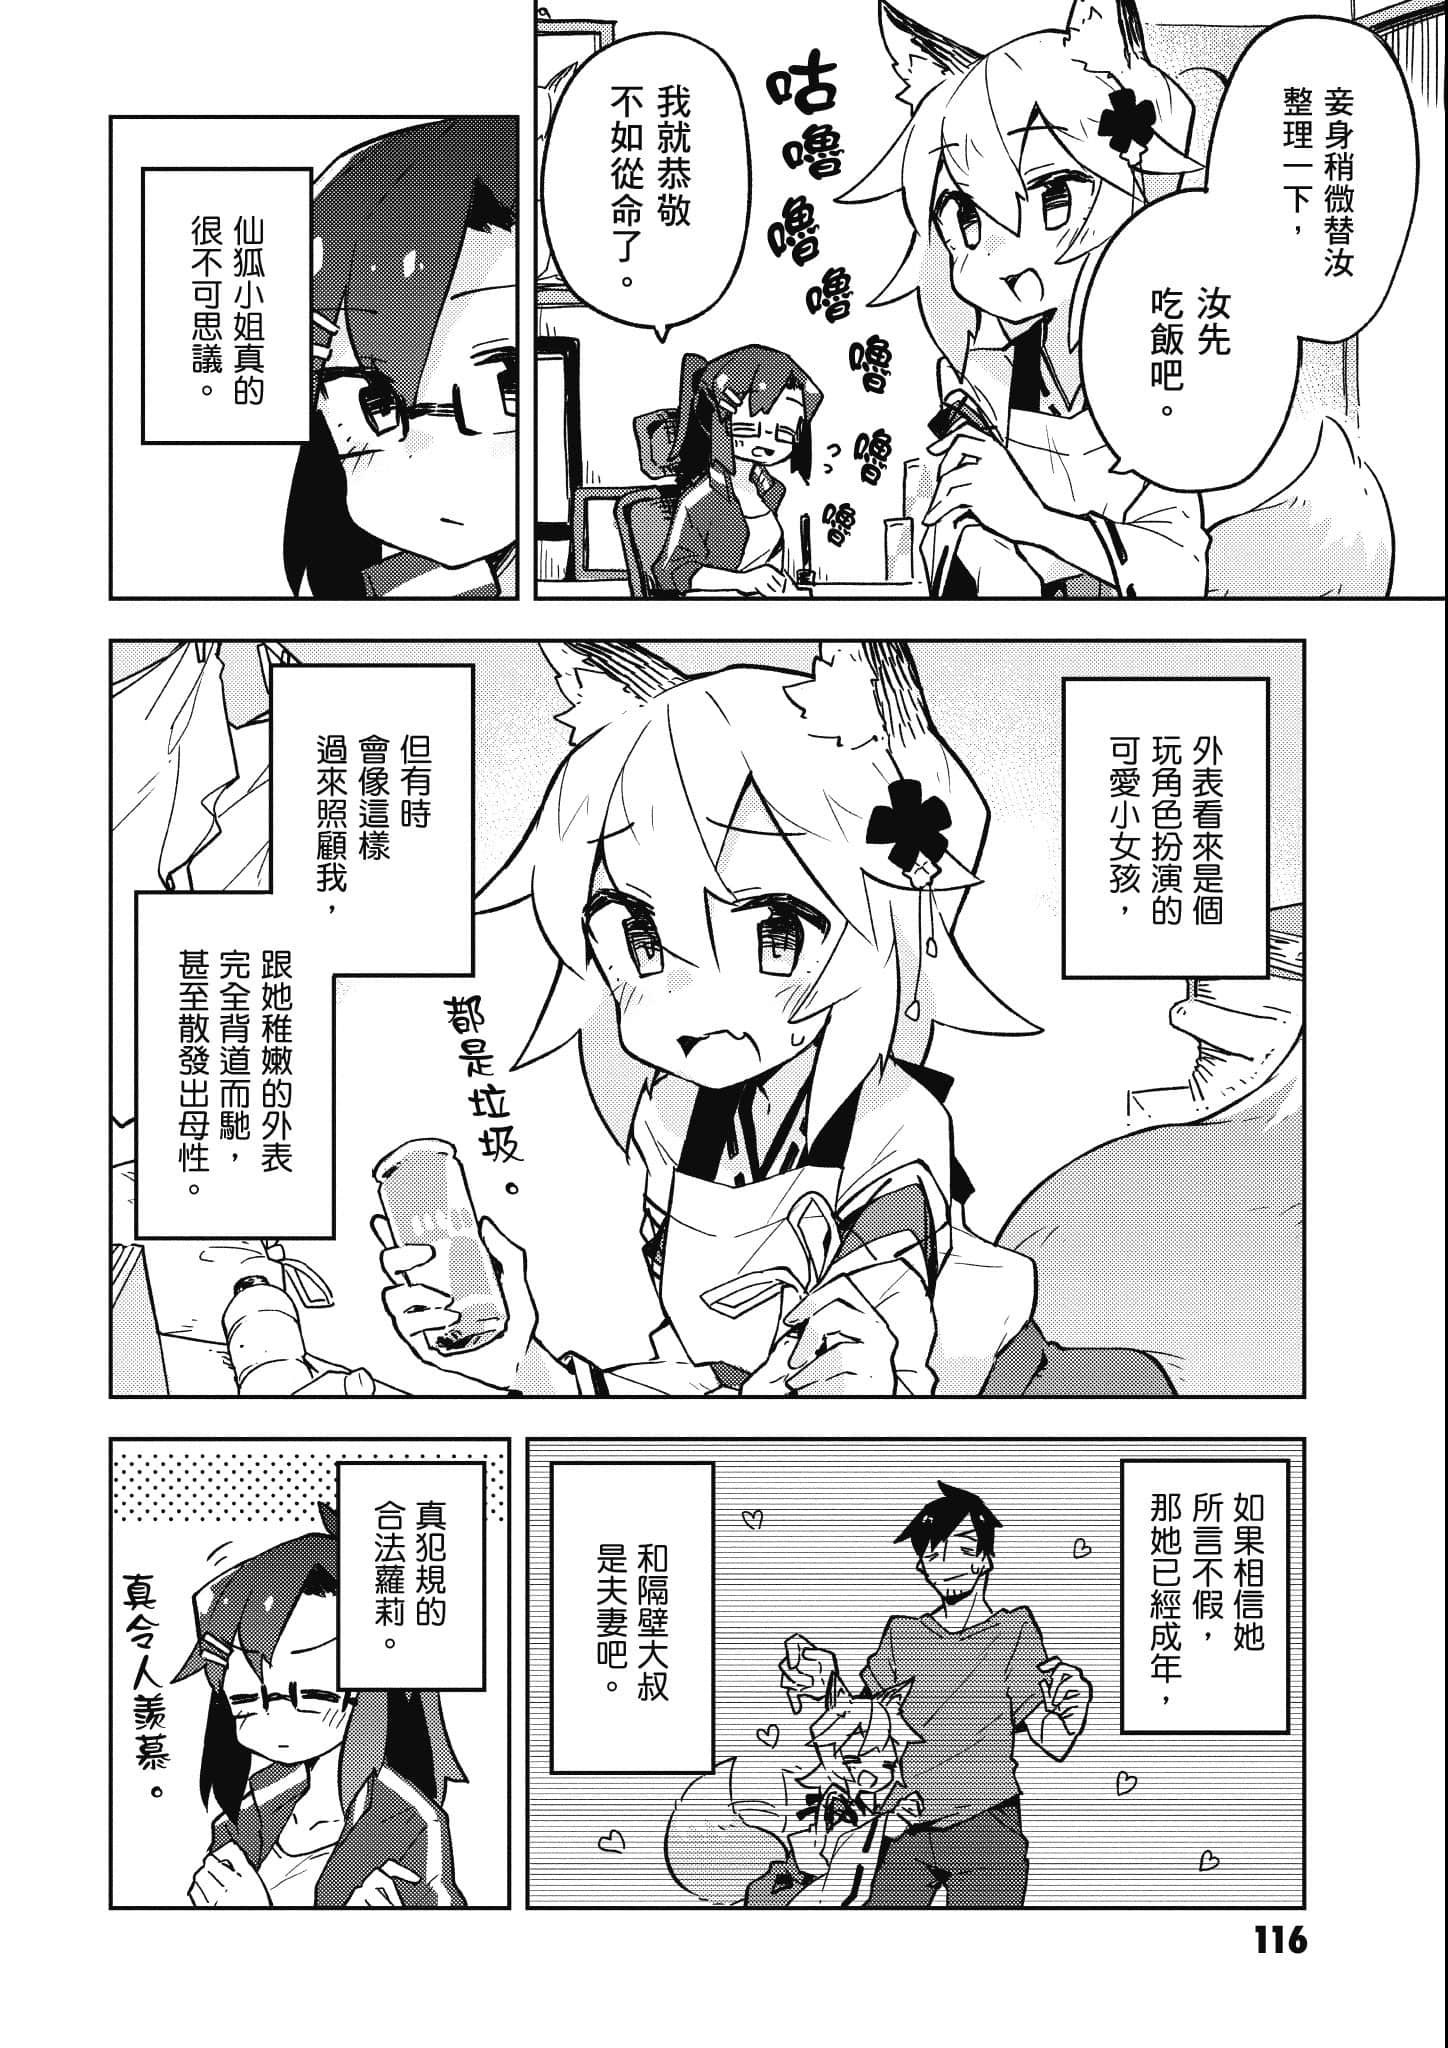 妾身稍微替汝
整理一下，
汝先
吃飯吧。
咕嚕嚕嚕嚕嚕嚕
我就恭敬
不如從命了。
仙狐小姐真的
很不可思議。
外表看來是個
玩角色扮演的
可愛小女孩，
但有時
會像這樣
過來照顧我，
都是垃圾。
跟她稚嫩的外表
完全背道而馳，
甚至散發出母性。
如果相信她
所言不假，
那她已經成年，
和隔壁大叔
是夫妻吧。
真犯規的
合法蘿莉。
真令人羨慕。
116